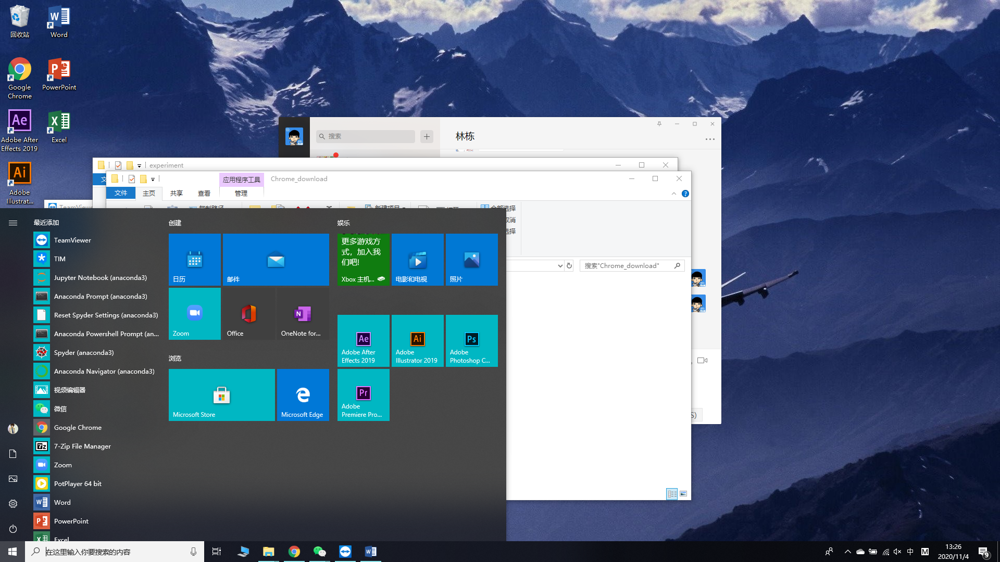 回收站
Word
Google
Chrome
PowerPoint
Adobe After
Effects 2019
Excel
Adobe
Illustrat...
搜索
林栋
experiment
应用程序工具
Chrome_download
文件
主页
共享
查看
管理
TeamViewer
全部选择
搜索"Chrome_download"
S)
最近添加
TeamViewer
TIM
Jupyter Notebook (anaconda3)
Anaconda Prompt (anaconda3)
Reset Spyder Settings (anaconda3)
Anaconda Powershell Prompt (an...
Spyder (anaconda3)
Anaconda Navigator (anaconda3)
视频编辑器
微信
Google Chrome
7-Zip File Manager
Zoom
PotPlayer 64 bit
Word
PowerPoint
Excel
创建
日历
邮件
Zoom
Office
OneNote for...
浏览
Microsoft Store
Microsoft Edge
娱乐
更多游戏方
式，加入我
们吧!
Xbox 主机...
电影和电视
照片
Adobe After
Effects 2019
Adobe
Illustrator 2019
Adobe
Photoshop C...
Adobe
Premiere Pro...
在这里输入你要搜索的内容
中
M
13:26
2020/11/4
9